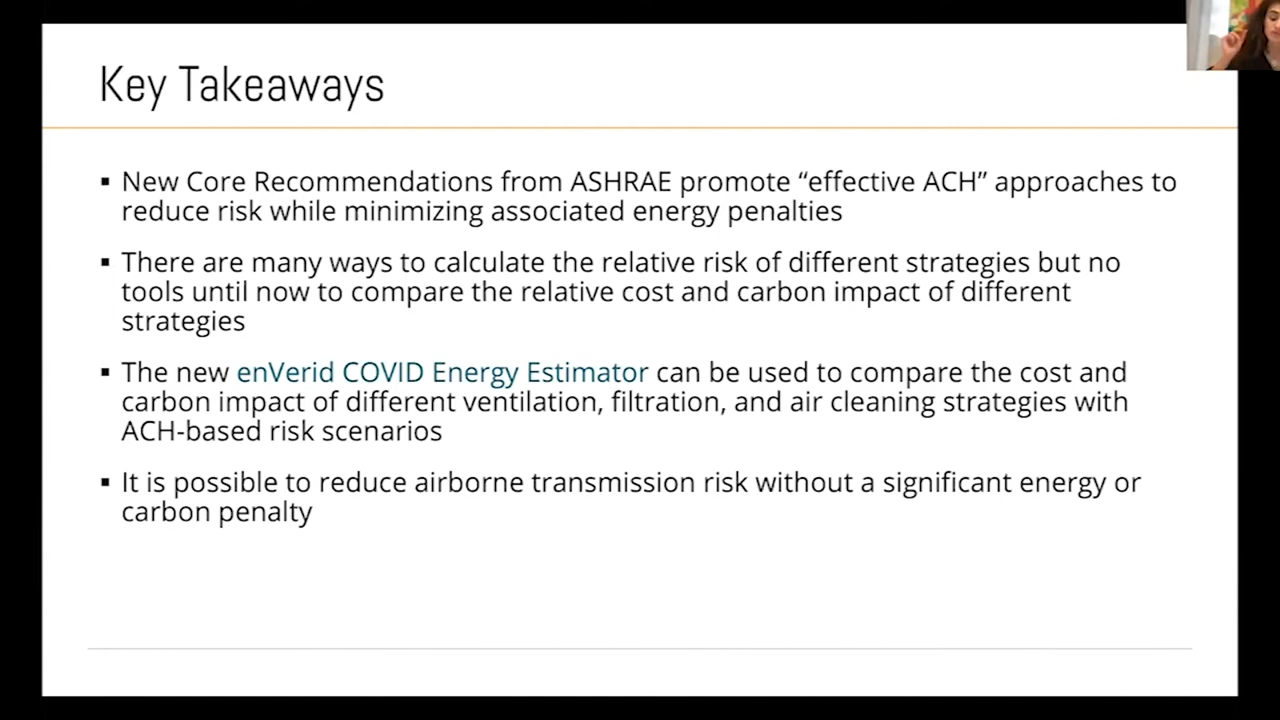 Key Takeaways
▪ New Core Recommendations from ASHRAE promote “effective ACH” approaches to
reduce risk while minimizing associated energy penalties
▪ There are many ways to calculate the relative risk of different strategies but no
tools until now to compare the relative cost and carbon impact of different
strategies
▪ The new enVerid COVID Energy Estimator can be used to compare the cost and
carbon impact of different ventilation, filtration, and air cleaning strategies with
ACH-based risk scenarios
▪ It is possible to reduce airborne transmission risk without a significant energy or
carbon penalty